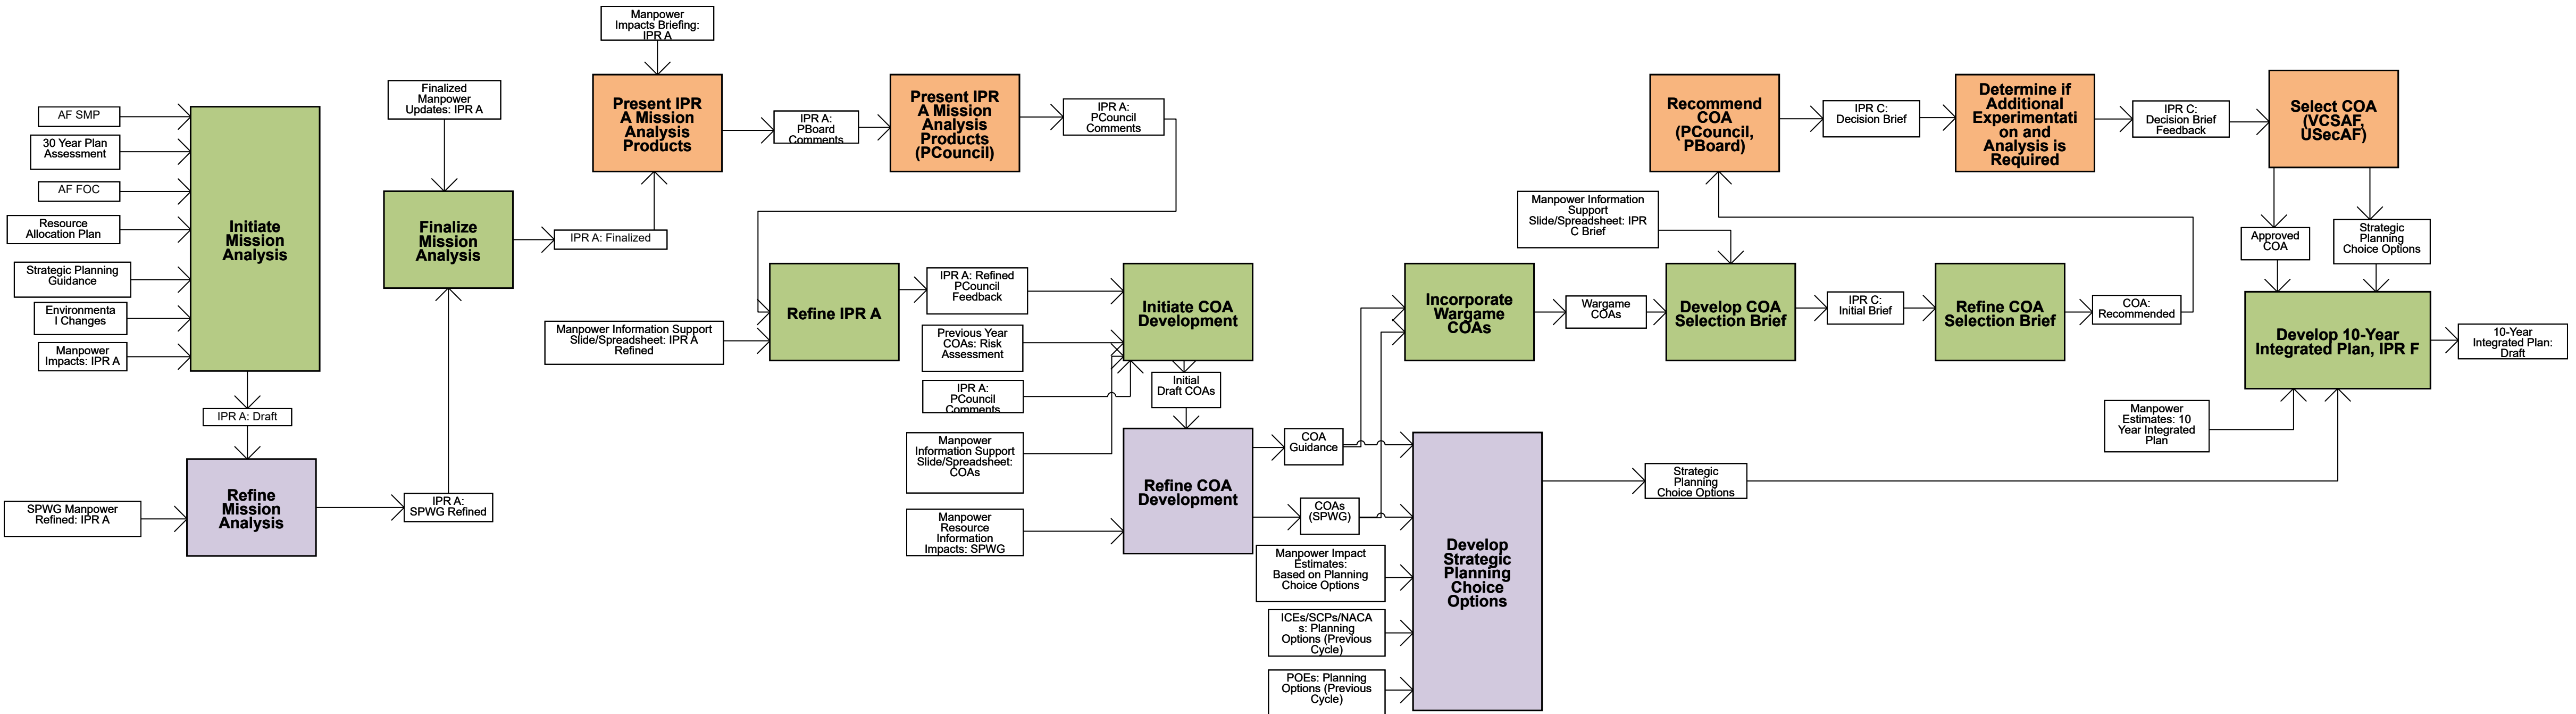 Manpower
Impacts Briefing:
IPR A
Finalized
Manpower
Updates: IPR A
Present IPR
A Mission
Analysis
Products
IPR A:
PBoard
Comments
Present IPR
A Mission
Analysis
Products
(PCouncil)
IPR A:
PCouncil
Comments
Recommend
COA
(PCouncil,
PBoard)
IPR C:
Decision Brief
Determine if
Additional
Experimentati
on and
Analysis is
Required
IPR C:
Decision Brief
Feedback
Select COA
(VCSAF,
USecAF)
AF SMP
30 Year Plan
Assessment
AF FOC
Resource
Allocation Plan
Strategic Planning
Guidance
Environmenta
l Changes
Manpower
Impacts: IPR A
Initiate
Mission
Analysis
Finalize
Mission
Analysis
IPR A: Finalized
Manpower Information
Support
Slide/Spreadsheet: IPR
C Brief
Approved
COA
Strategic
Planning
Choice Options
Manpower Information Support
Slide/Spreadsheet: IPR A
Refined
Refine IPR A
IPR A: Refined
PCouncil
Feedback
Previous Year
COAs: Risk
Assessment
IPR A:
PCouncil
Comments
Initiate COA
Development
Initial
Draft COAs
Incorporate
Wargame
COAs
Wargame
COAs
Develop COA
Selection Brief
IPR C:
Initial Brief
Refine COA
Selection Brief
COA:
Recommended
Develop 10-Year
Integrated Plan, IPR F
10-Year
Integrated Plan:
Draft
IPR A: Draft
Refine
Mission
Analysis
SPWG Manpower
Refined: IPR A
IPR A:
SPWG Refined
Manpower
Information Support
Slide/Spreadsheet:
COAs
Manpower
Resource
Information
Impacts: SPWG
Refine COA
Development
COA
Guidance
COAs
(SPWG)
Manpower Impact
Estimates:
Based on Planning
Choice Options
ICEs/SCPs/NACA
s: Planning
Options (Previous
Cycle)
POEs: Planning
Options (Previous
Cycle)
Develop
Strategic
Planning
Choice
Options
Strategic
Planning
Choice Options
Manpower
Estimates: 10
Year Integrated
Plan